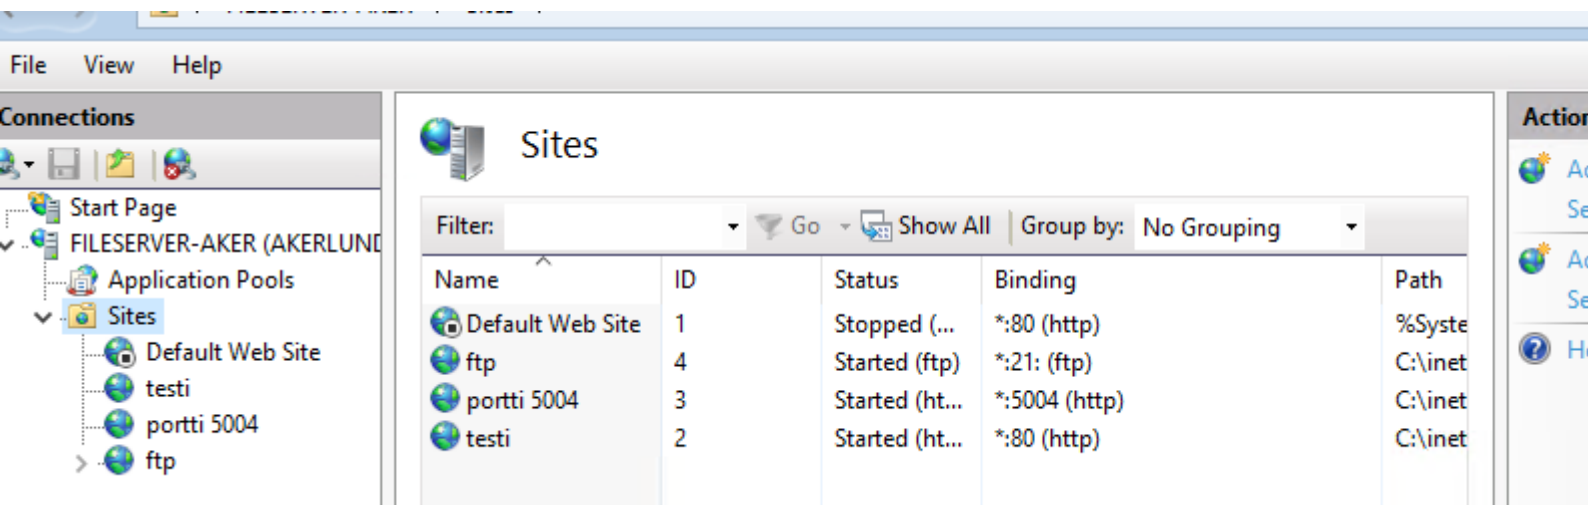 File View Help
Connections
Start Page
FILESERVER-AKER (AKERLUND
Application Pools
Sites
Default Web Site
testi
portti 5004
ftp
Sites
Filter: Go Show All Group by: No Grouping
Name ID Status Binding Path
Default Web Site 1 Stopped (... *:80 (http) %Syste
ftp 4 Started (ftp) *:21: (ftp) C:\inet
portti 5004 3 Started (ht... *:5004 (http) C:\inet
testi 2 Started (ht... *:80 (http) C:\inet
Action